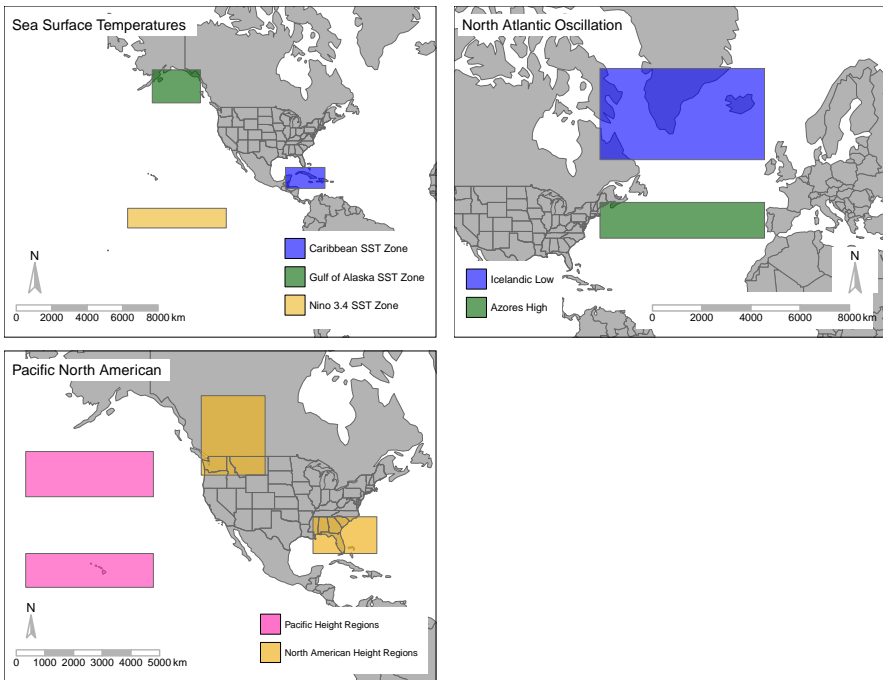 Sea Surface Temperatures
N
0 2000 4000 6000 8000 km
Caribbean SST Zone
Gulf of Alaska SST Zone
Nino 3.4 SST Zone
North Atlantic Oscillation
Icelandic Low
Azores High
N
0 2000 4000 6000 8000 km
Pacific North American
N
0 1000 2000 3000 4000 5000 km
Pacific Height Regions
North American Height Regions